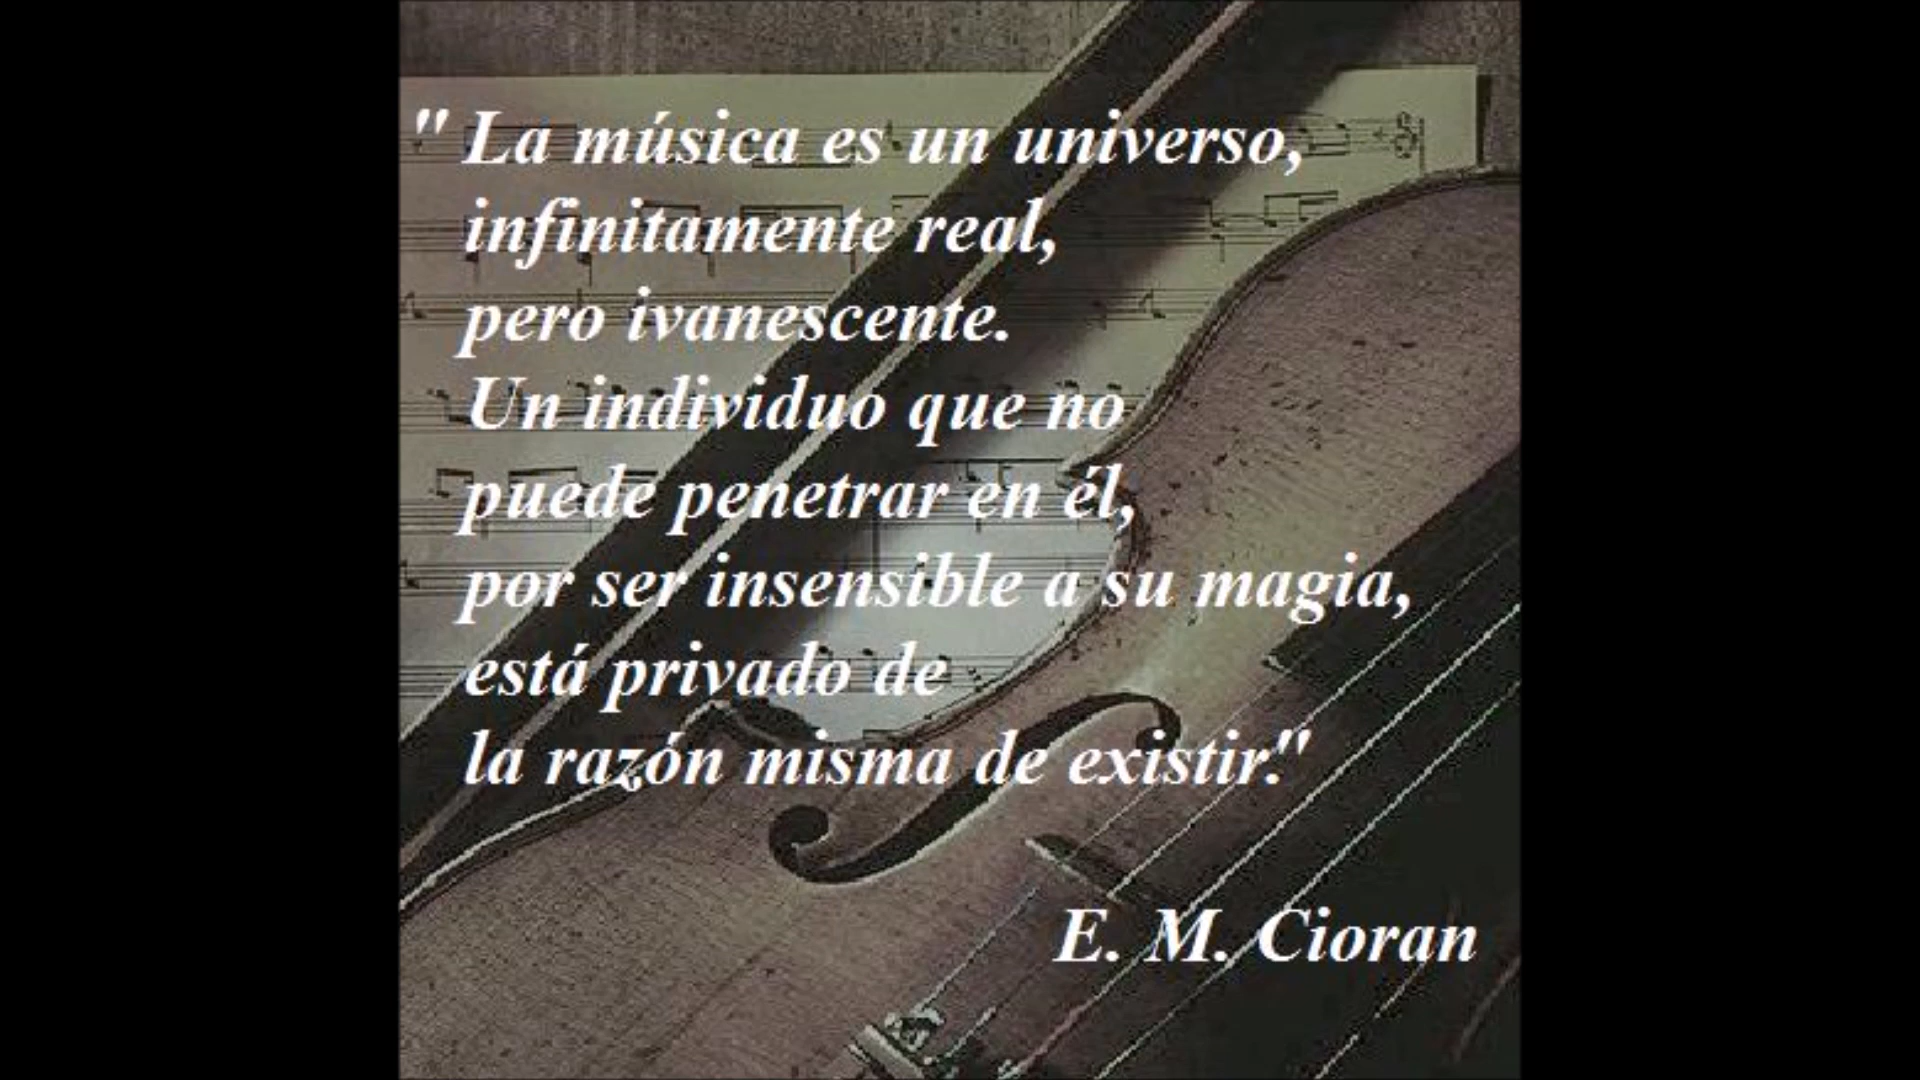 " La música es un universo,
infinitamente real,
pero ivanescente.
Un individuo que no
puede penetrar en él,
por ser insensible a su magia,
está privado de
la razón misma de existir."
E. M. Cioran